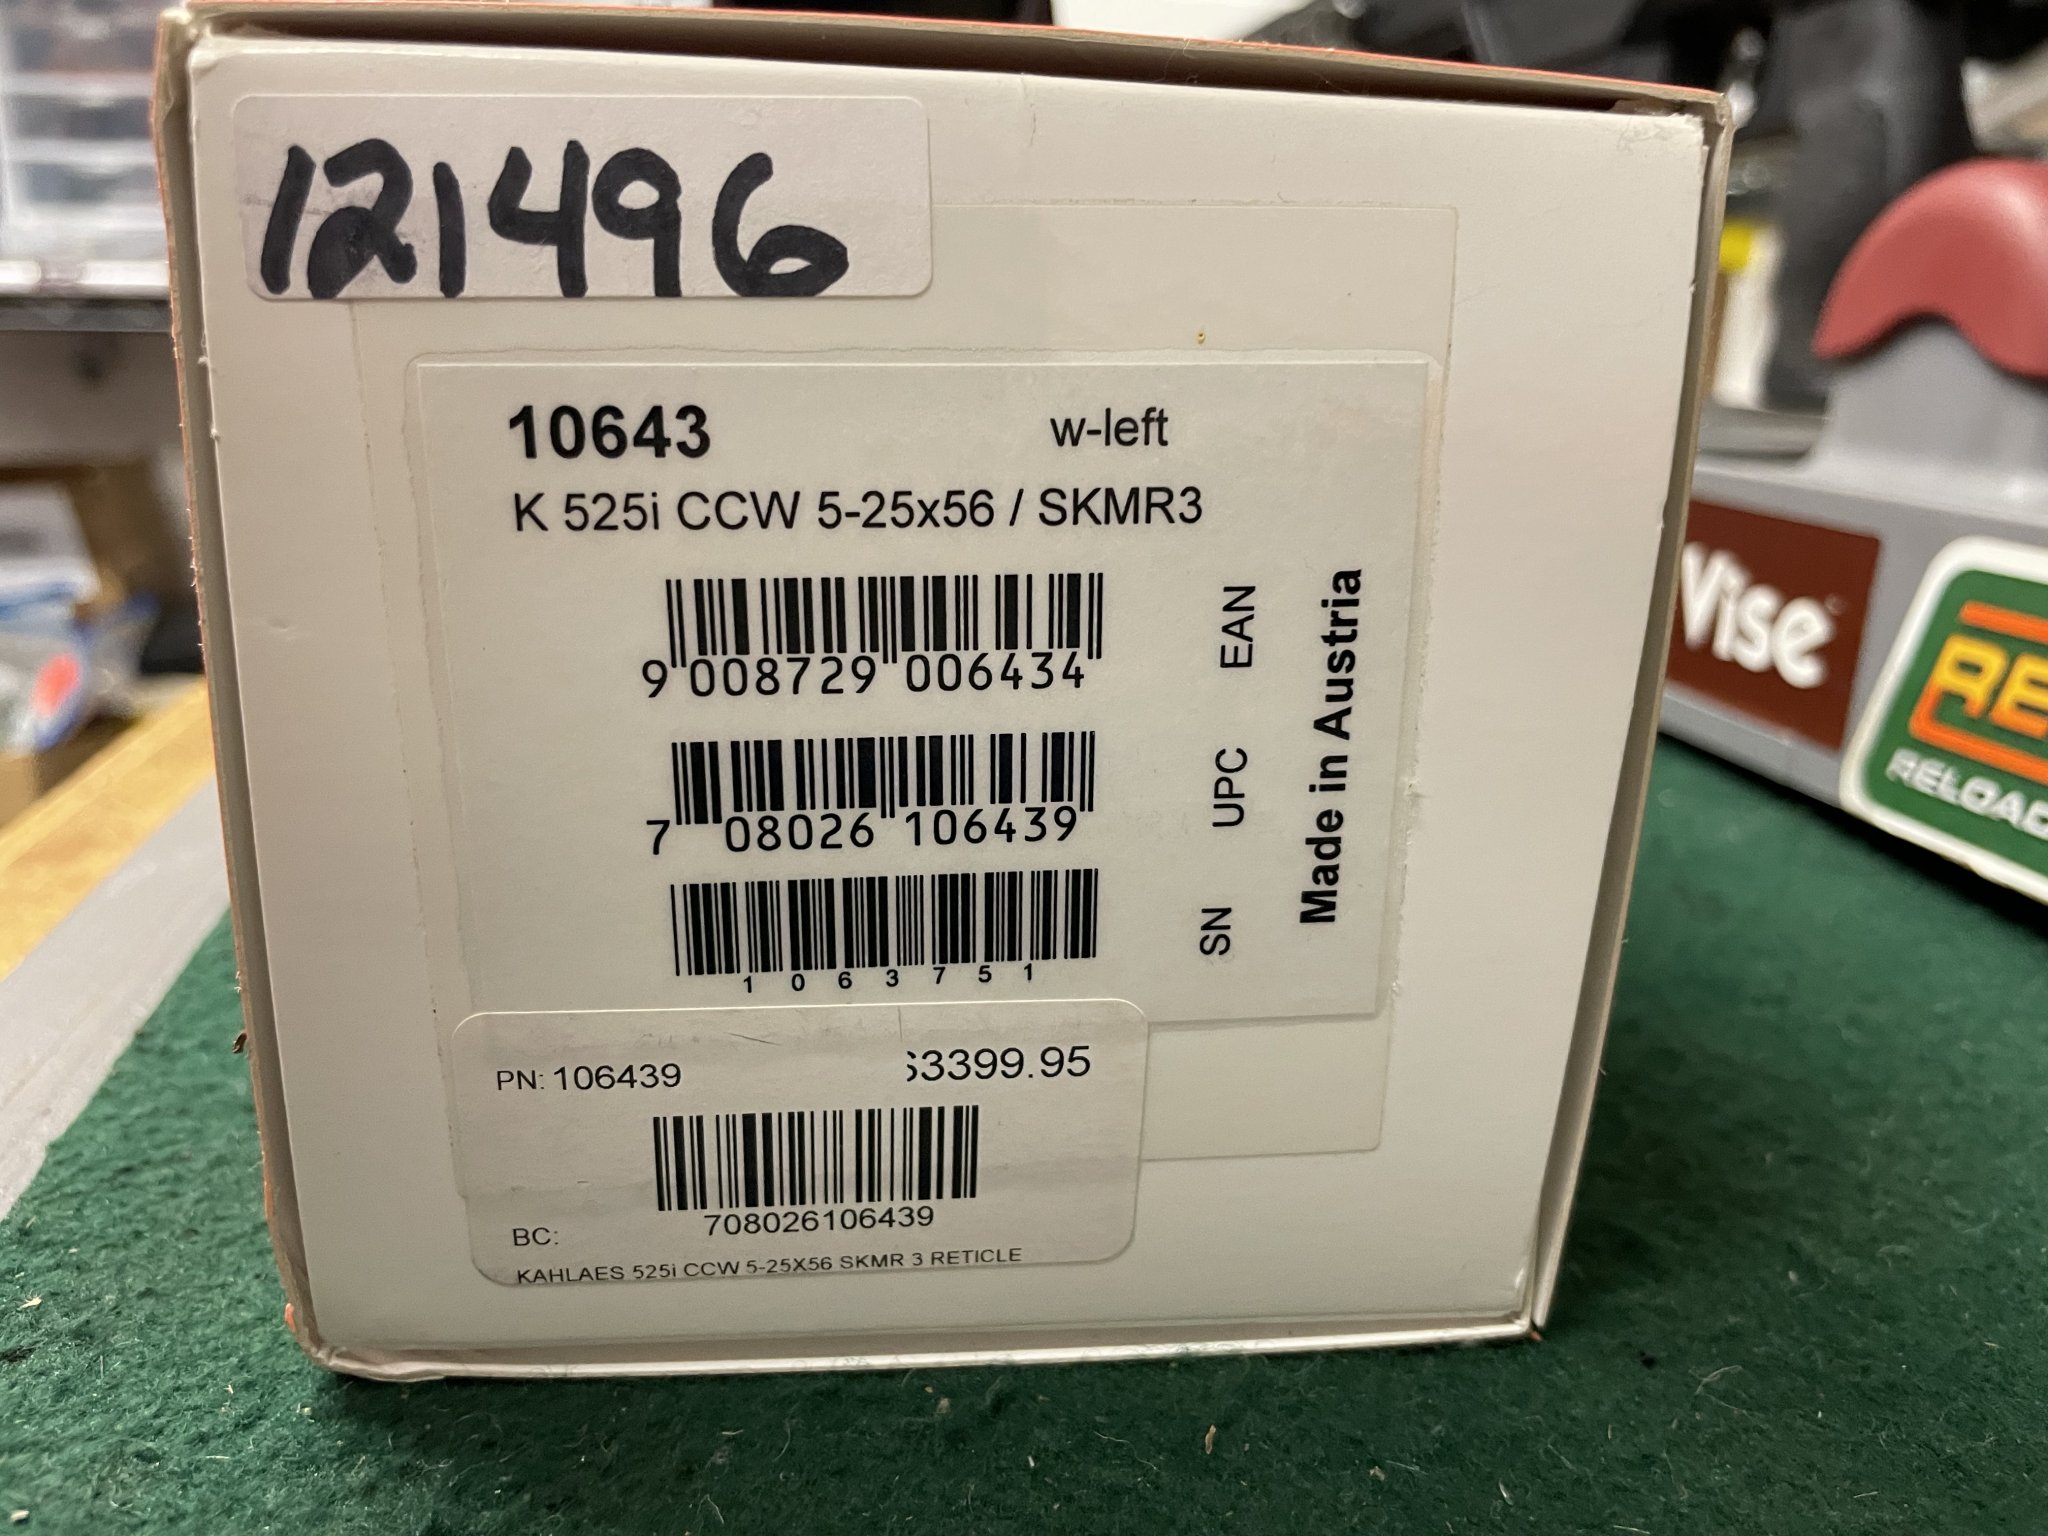 121496
10643 w-left
K 525i CCW 5-25x56 / SKMR3
9 008729 006434
EAN
7 08026 106439
UPC
1063751
SN
Made in Austria
PN: 106439 $3399.95
708026106439
BC:
KAHLAES 525i CCW 5-25X56 SKMR 3 RETICLE
Vise